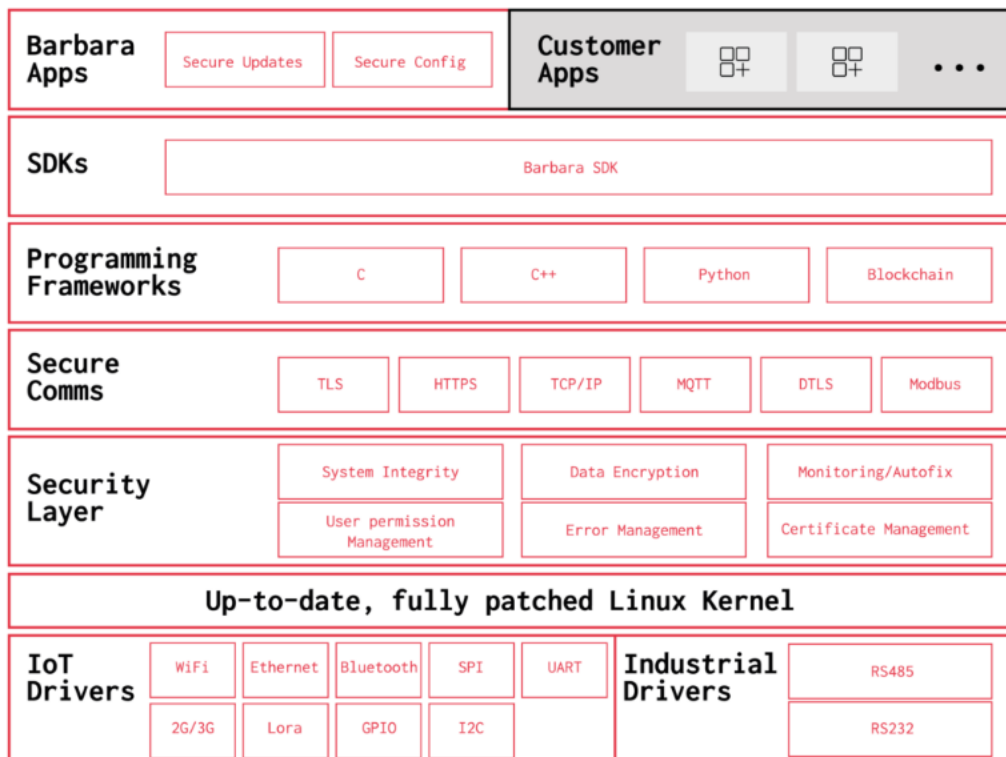 Barbara
Apps
Secure Updates
Secure Config
Customer
Apps
...
SDKs
Barbara SDK
Programming
Frameworks
C
C++
Python
Blockchain
Secure
Comms
TLS
HTTPS
TCP/IP
MQTT
DTLS
Modbus
Security
Layer
System Integrity
Data Encryption
Monitoring/Autofix
User permission
Management
Error Management
Certificate Management
Up-to-date, fully patched Linux Kernel
IoT
Drivers
WiFi
Ethernet
Bluetooth
SPI
UART
2G/3G
Lora
GPIO
I2C
Industrial
Drivers
RS485
RS232